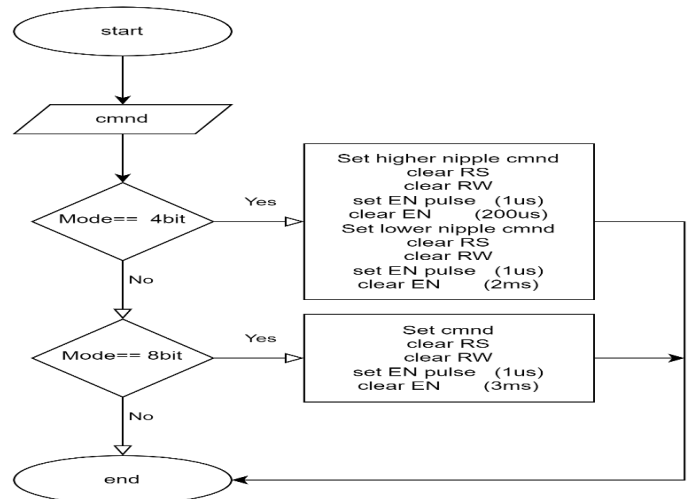 start
cmnd
Mode== 4bit
Yes
Set higher nipple cmnd
clear RS
clear RW
set EN pulse (1us)
clear EN (200us)
Set lower nipple cmnd
clear RS
clear RW
set EN pulse (1us)
clear EN (2ms)
No
Mode== 8bit
Yes
Set cmnd
clear RS
clear RW
set EN pulse (1us)
clear EN (3ms)
No
end